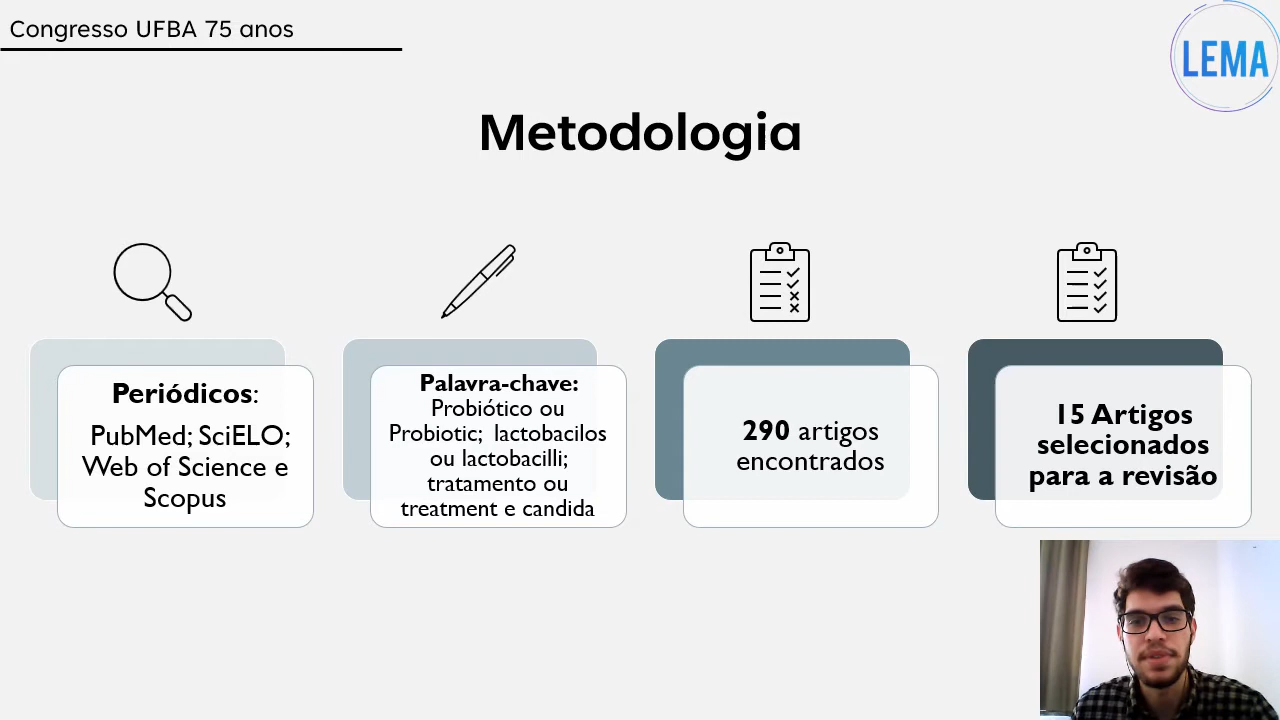 Congresso UFBA 75 anos
LEMA
Metodologia
Periódicos:
PubMed; SciELO;
Web of Science e
Scopus
Palavra-chave:
Probiótico ou
Probiotic; lactobacilos
ou lactobacilli;
tratamento ou
treatment e candida
290 artigos
encontrados
15 Artigos
selecionados
para a revisão